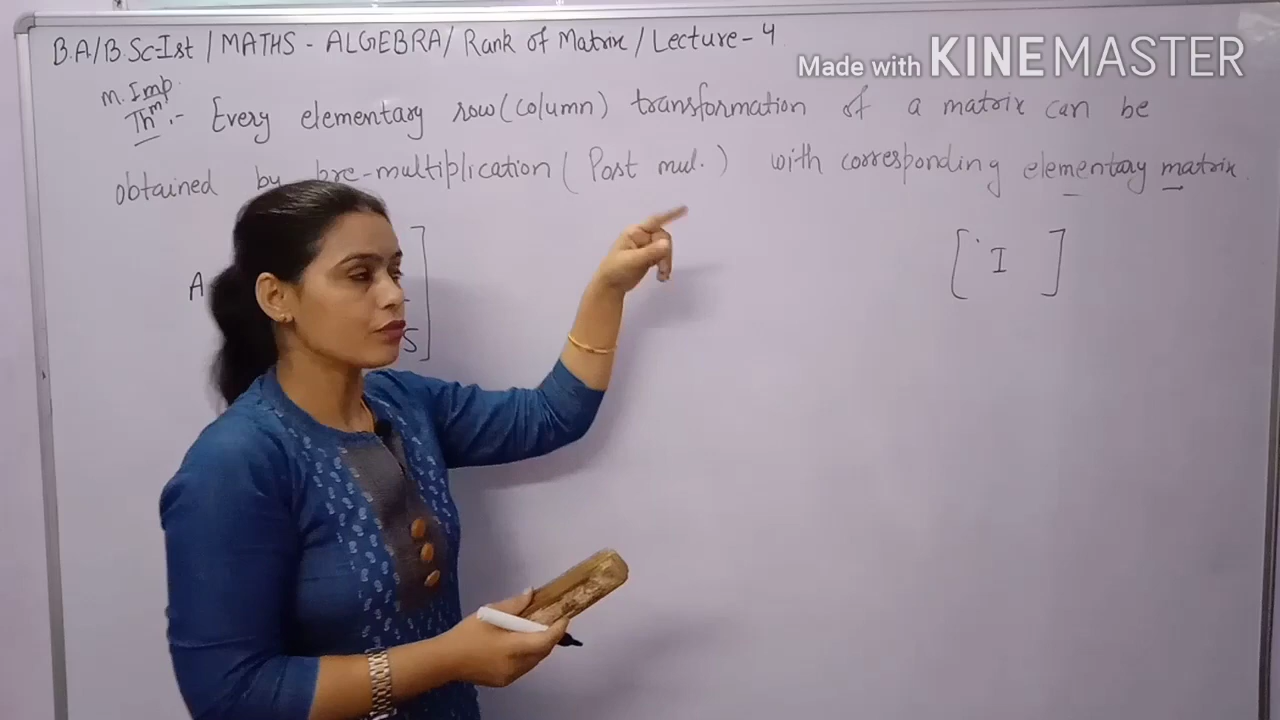 B.A/B.Sc-Ist / MATHS - ALGEBRA / Rank of Matrix / Lecture - 4
Made with KINEMASTER
m. Imp.
Thm :- Every elementary row (column) transformation of a matrix can be
obtained by pre-multiplication ( Post mul. ) with corresponding elementary matrix.
A
[ I ]
5